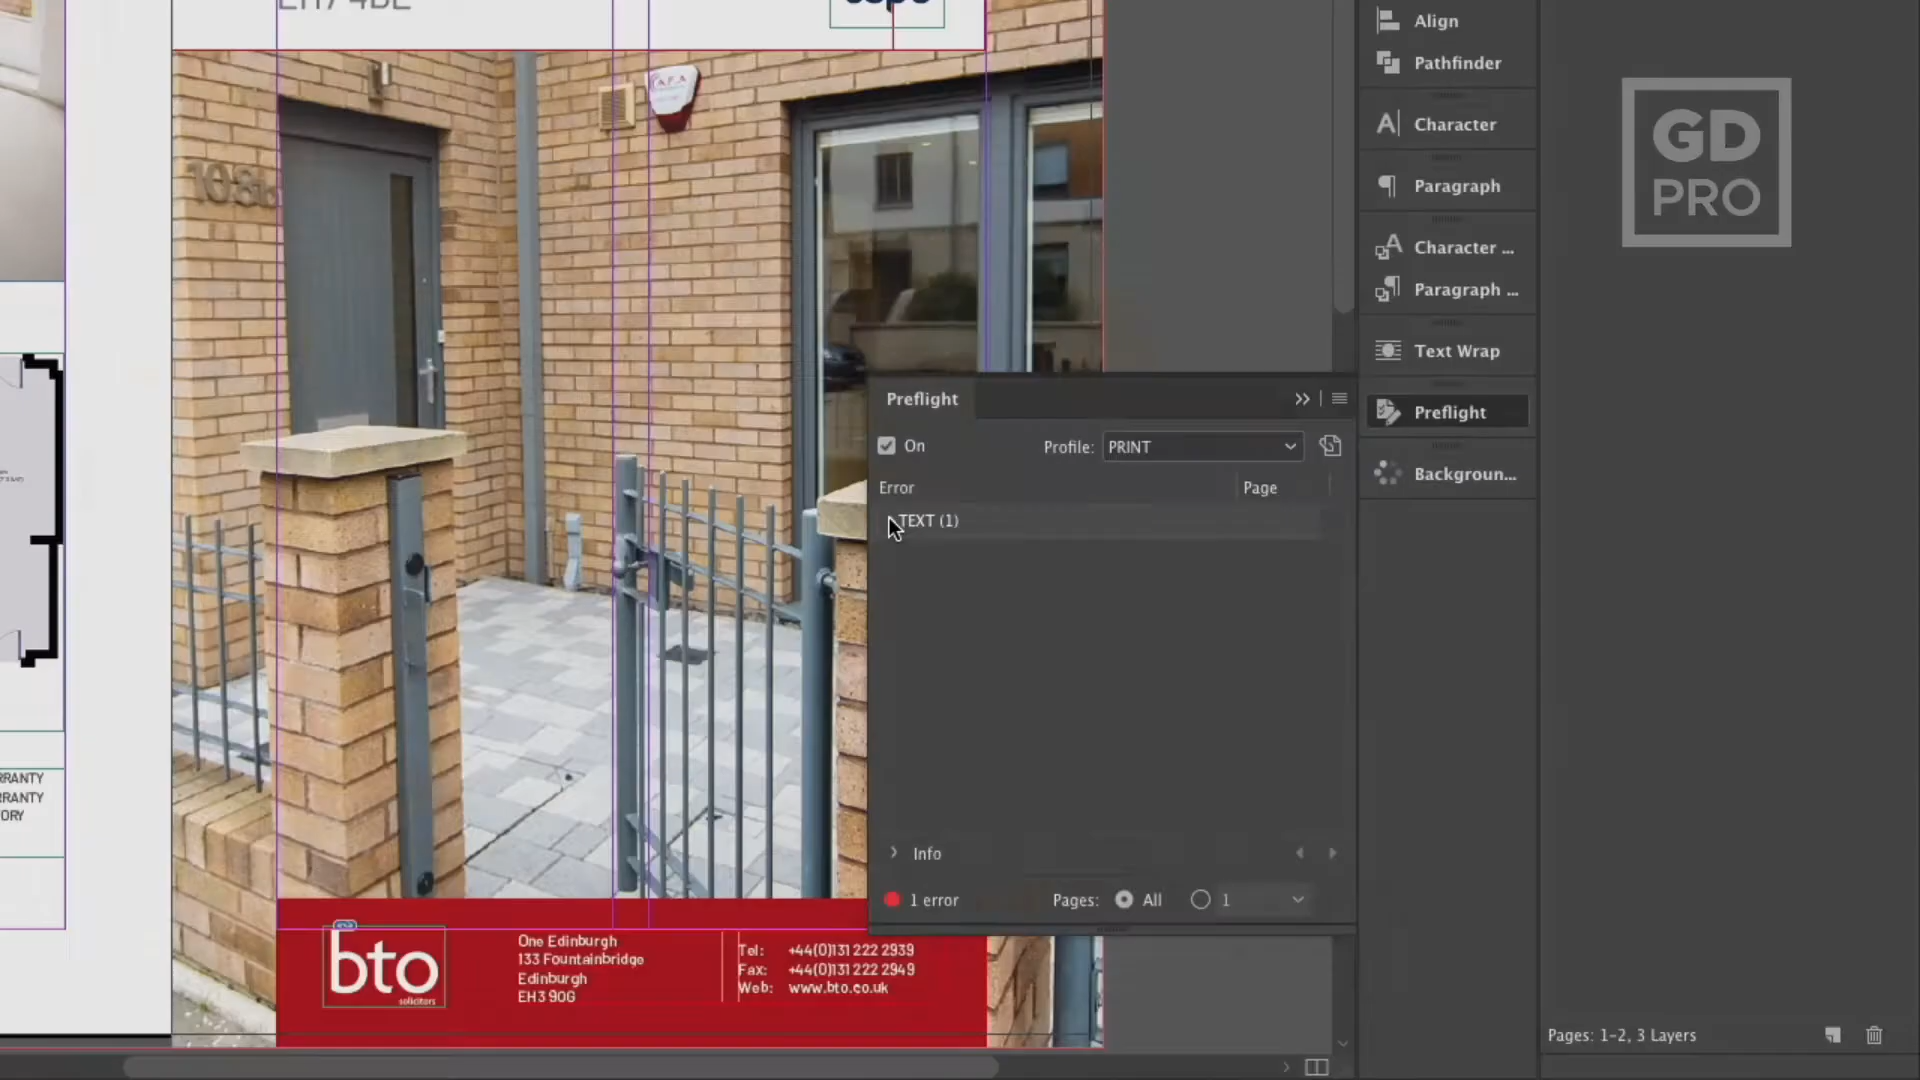 EH7 4BE
108b
A.F.A
RRANTY
RRANTY
ORY
bto
solicitors
One Edinburgh
133 Fountainbridge
Edinburgh
EH3 9QG
Tel: +44(0)131 222 2939
Fax: +44(0)131 222 2949
Web: www.bto.co.uk
Preflight
On
Profile: PRINT
Error Page
TEXT (1)
Info
1 error
Pages: All 1
Align
Pathfinder
Character
Paragraph
Character ...
Paragraph ...
Text Wrap
Preflight
Backgroun...
GD
PRO
Pages: 1-2, 3 Layers